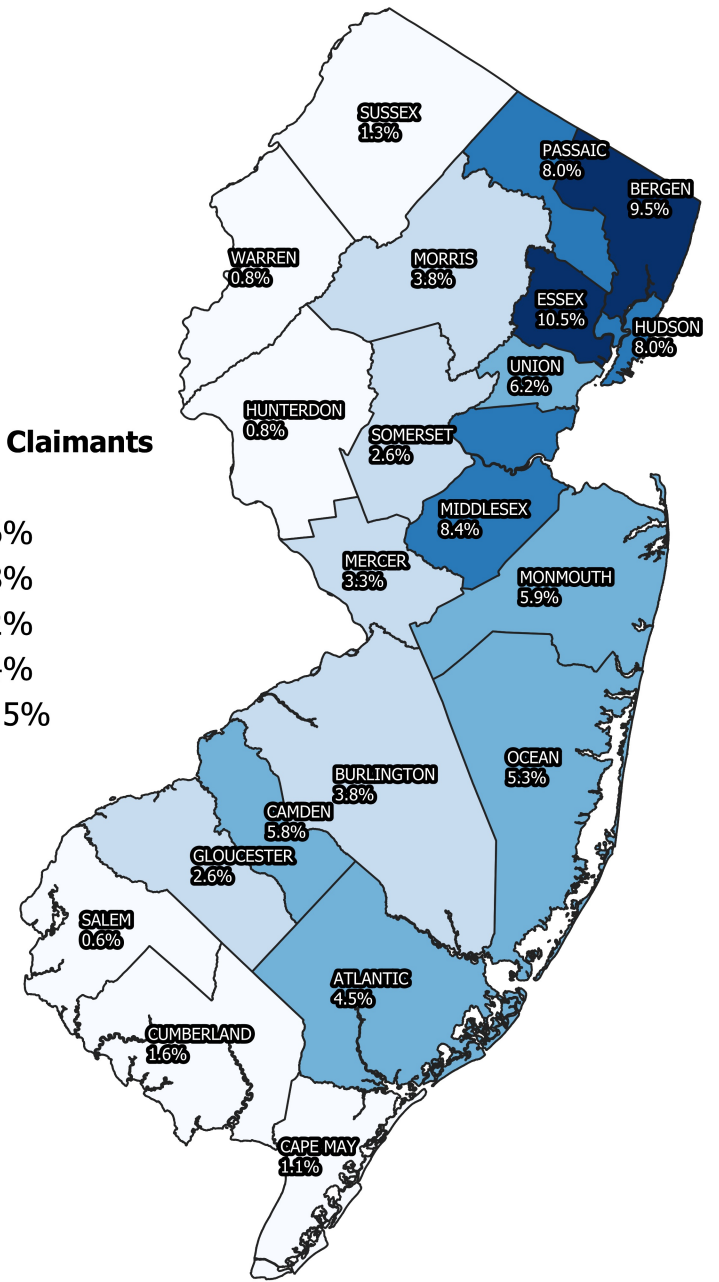 SUSSEX
1.3%
PASSAIC
8.0%
BERGEN
9.5%
WARREN
0.8%
MORRIS
3.8%
ESSEX
10.5%
HUDSON
8.0%
UNION
6.2%
HUNTERDON
0.8%
SOMERSET
2.6%
Claimants
MIDDLESEX
8.4%
%
%
%
%
5%
MERCER
3.3%
MONMOUTH
5.9%
OCEAN
5.3%
BURLINGTON
3.8%
CAMDEN
5.8%
GLOUCESTER
2.6%
SALEM
0.6%
ATLANTIC
4.5%
CUMBERLAND
1.6%
CAPE MAY
1.1%